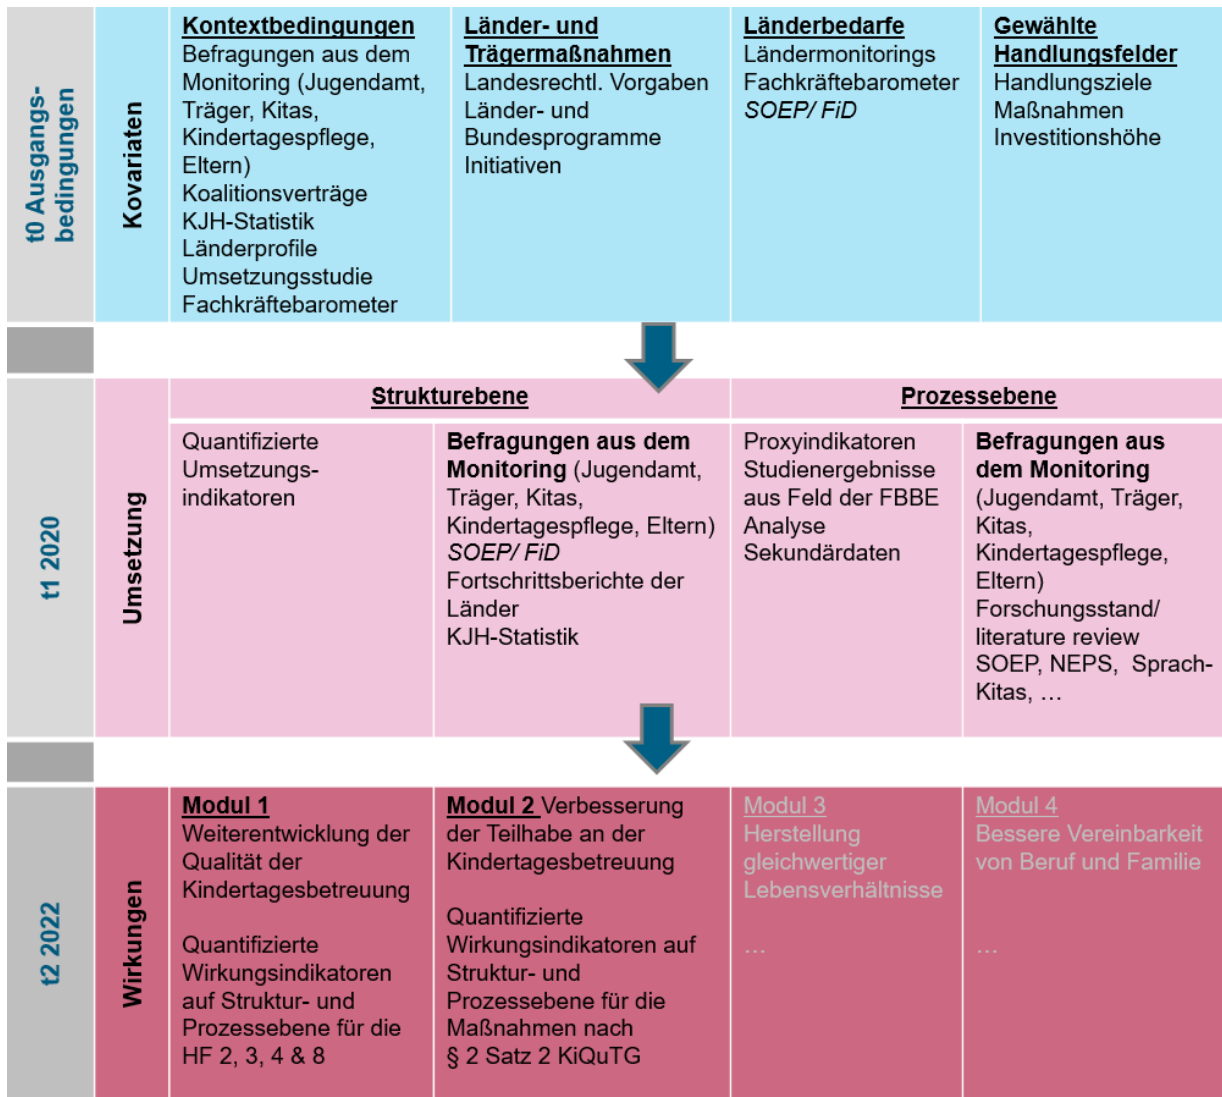 t0 Ausgangs-
bedingungen
Kovariaten
Kontextbedingungen
Befragungen aus dem
Monitoring (Jugendamt,
Träger, Kitas,
Kindertagespflege,
Eltern)
Koalitionsverträge
KJH-Statistik
Länderprofile
Umsetzungsstudie
Fachkräftebarometer
Länder- und
Trägermaßnahmen
Landesrechtl. Vorgaben
Länder- und
Bundesprogramme
Initiativen
Länderbedarfe
Ländermonitorings
Fachkräftebarometer
SOEP/ FiD
Gewählte
Handlungsfelder
Handlungsziele
Maßnahmen
Investitionshöhe
t1 2020
Umsetzung
Strukturebene
Prozessebene
Quantifizierte
Umsetzungs-
indikatoren
Befragungen aus dem
Monitoring (Jugendamt,
Träger, Kitas,
Kindertagespflege, Eltern)
SOEP/ FiD
Fortschrittsberichte der
Länder
KJH-Statistik
Proxyindikatoren
Studienergebnisse
aus Feld der FBBE
Analyse
Sekundärdaten
Befragungen aus
dem Monitoring
(Jugendamt, Träger,
Kitas,
Kindertagespflege,
Eltern)
Forschungsstand/
literature review
SOEP, NEPS, Sprach-
Kitas, …
t2 2022
Wirkungen
Modul 1
Weiterentwicklung der
Qualität der
Kindertagesbetreuung
Quantifizierte
Wirkungsindikatoren
auf Struktur- und
Prozessebene für die
HF 2, 3, 4 & 8
Modul 2 Verbesserung
der Teilhabe an der
Kindertagesbetreuung
Quantifizierte
Wirkungsindikatoren auf
Struktur- und
Prozessebene für die
Maßnahmen nach
§ 2 Satz 2 KiQuTG
Modul 3
Herstellung
gleichwertiger
Lebensverhältnisse
…
Modul 4
Bessere Vereinbarkeit
von Beruf und Familie
…